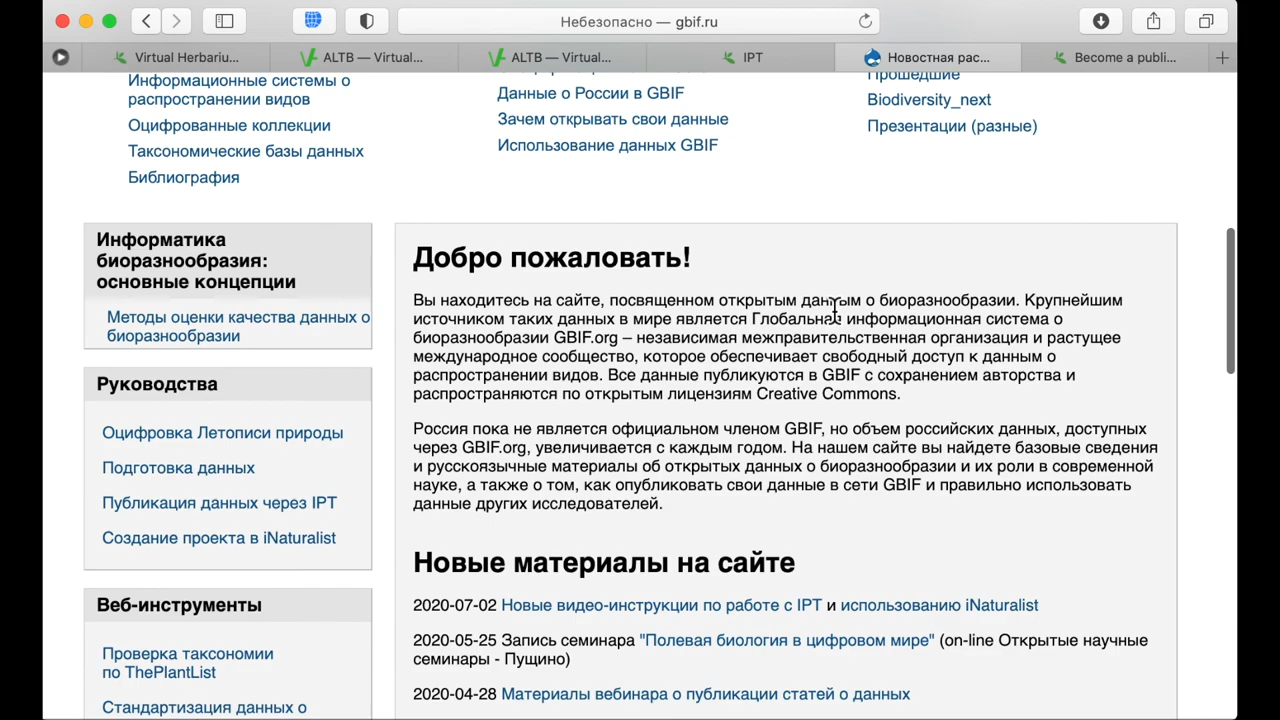 Небезопасно — gbif.ru
Virtual Herbariu...
ALTB — Virtual...
ALTB — Virtual...
IPT
Новостная рас...
Become a publi...
Информационные системы о
распространении видов
Оцифрованные коллекции
Таксономические базы данных
Библиография
Данные о России в GBIF
Зачем открывать свои данные
Использование данных GBIF
Прошедшие
Biodiversity_next
Презентации (разные)
Информатика
биоразнообразия:
основные концепции
Методы оценки качества данных о
биоразнообразии
Руководства
Оцифровка Летописи природы
Подготовка данных
Публикация данных через IPT
Создание проекта в iNaturalist
Веб-инструменты
Проверка таксономии
по ThePlantList
Стандартизация данных о
Добро пожаловать!
Вы находитесь на сайте, посвященном открытым данным о биоразнообразии. Крупнейшим
источником таких данных в мире является Глобальная информационная система о
биоразнообразии GBIF.org – независимая межправительственная организация и растущее
международное сообщество, которое обеспечивает свободный доступ к данным о
распространении видов. Все данные публикуются в GBIF с сохранением авторства и
распространяются по открытым лицензиям Creative Commons.
Россия пока не является официальном членом GBIF, но объем российских данных, доступных
через GBIF.org, увеличивается с каждым годом. На нашем сайте вы найдете базовые сведения
и русскоязычные материалы об открытых данных о биоразнообразии и их роли в современной
науке, а также о том, как опубликовать свои данные в сети GBIF и правильно использовать
данные других исследователей.
Новые материалы на сайте
2020-07-02 Новые видео-инструкции по работе с IPT и использованию iNaturalist
2020-05-25 Запись семинара "Полевая биология в цифровом мире" (on-line Открытые научные
семинары - Пущино)
2020-04-28 Материалы вебинара о публикации статей о данных